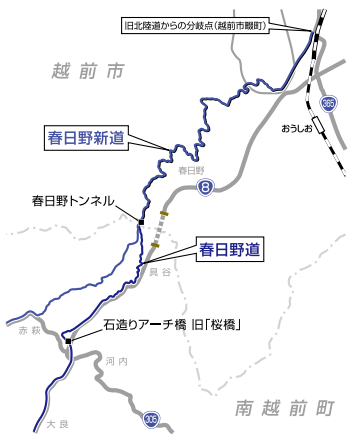 旧北陸道からの分岐点(越前市畷町)
越前市
365
おうしお
春日野新道
春日野
8
春日野トンネル
春日野道
具谷
赤萩
石造りアーチ橋 旧「桜橋」
河内
南越前町
大良
305